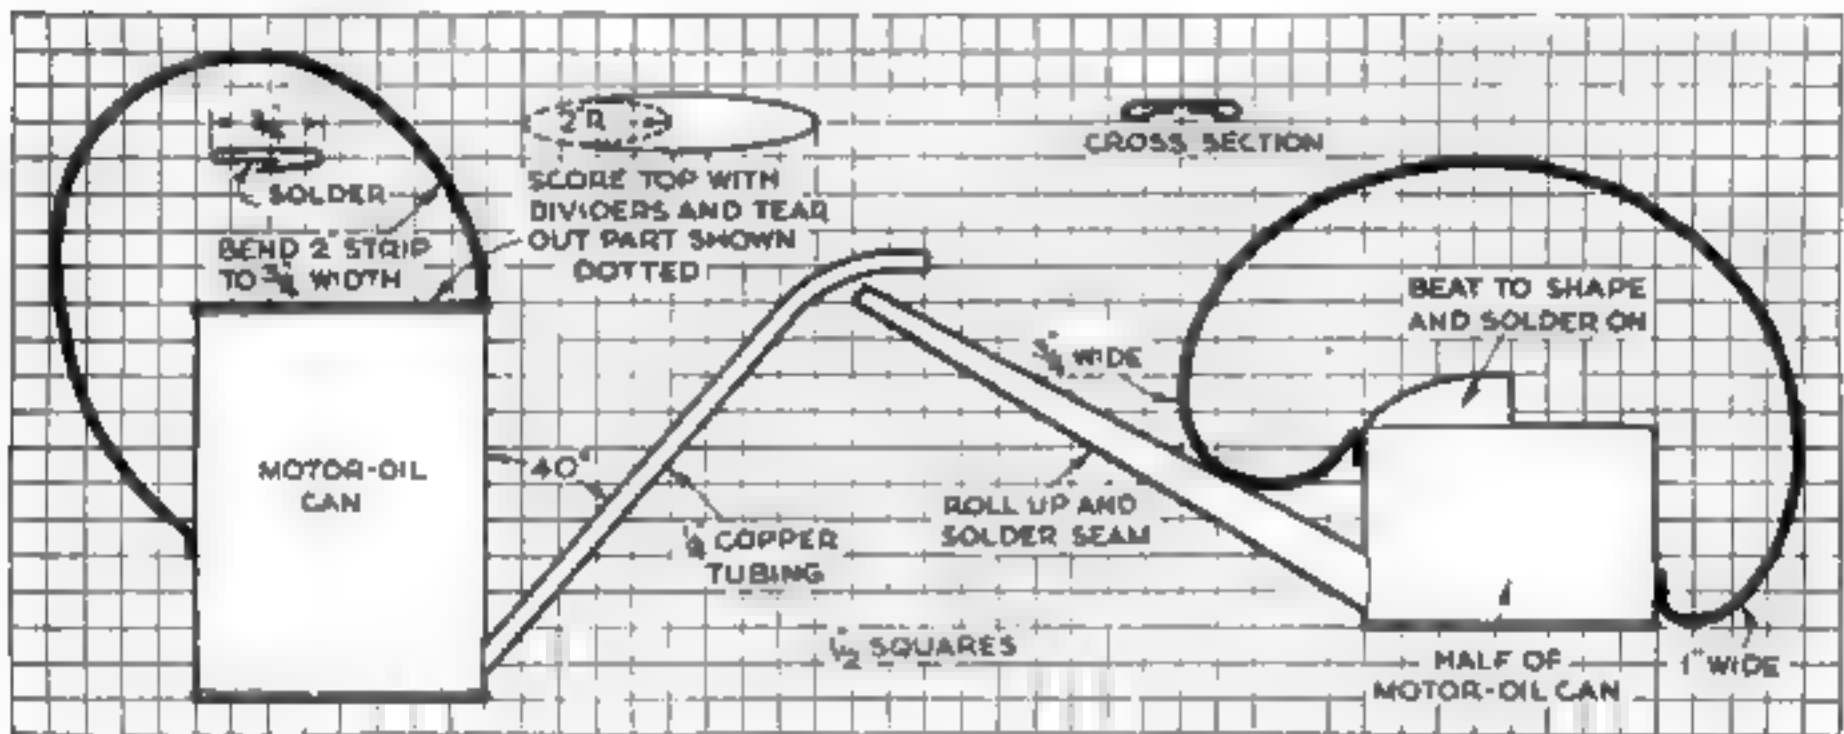 ¾"
SOLDER
BEND 2" STRIP
TO ¾" WIDTH
2" R.
SCORE TOP WITH
DIVIDERS AND TEAR
OUT PART SHOWN
DOTTED
CROSS SECTION
MOTOR-OIL
CAN
40°
COPPER
TUBING
¾" WIDE
ROLL UP AND
SOLDER SEAM
BEAT TO SHAPE
AND SOLDER ON
½" SQUARES
HALF OF
MOTOR-OIL CAN
1" WIDE